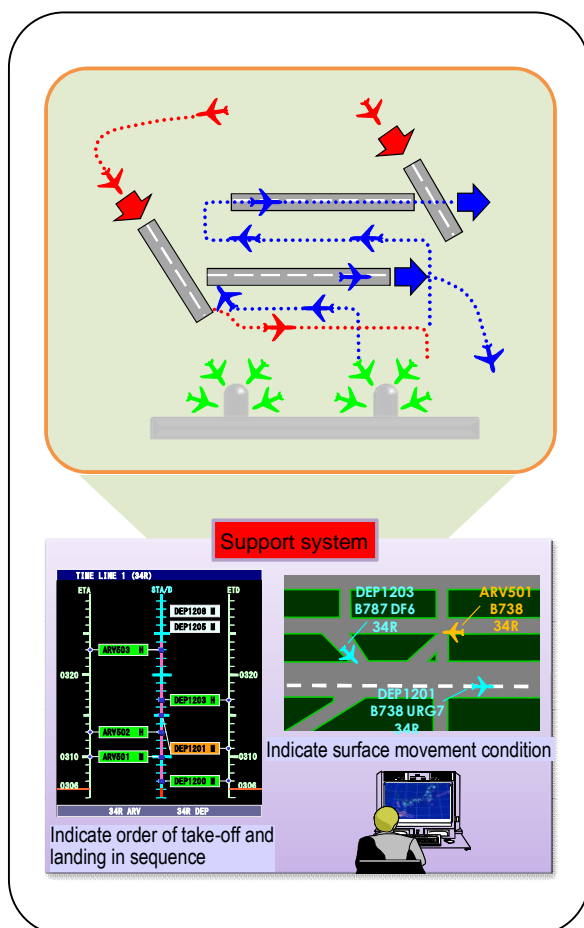 Support system
TIME LINE 1 (34R)
ETA
STA/D
ETD
DEP1208 M
DEP1205 M
ARV503 M
0320
0320
DEP1203 M
ARV502 M
DEP1201 M
0310
ARV501 M
0310
DEP1200 M
0306
0306
34R ARV
34R DEP
Indicate order of take-off and
landing in sequence
DEP1203
B787 DF6
34R
ARV501
B738
34R
DEP1201
B738 URG7
34R
Indicate surface movement condition